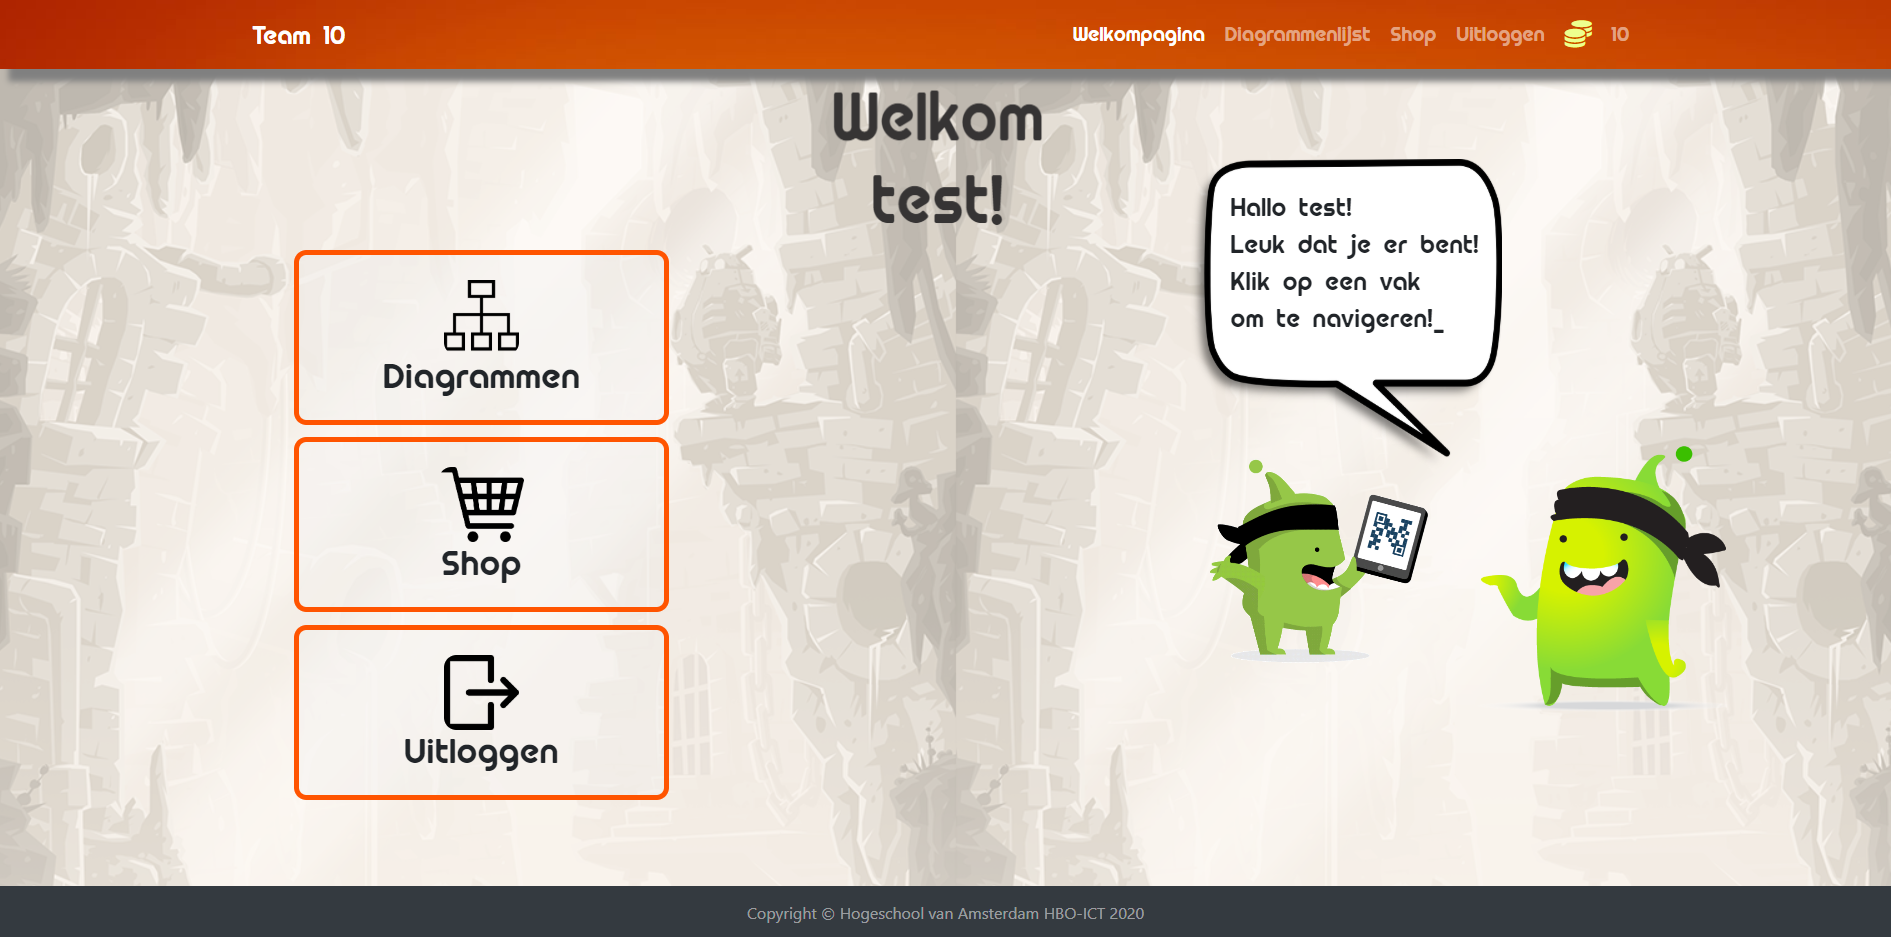 Team 10
Welkompagina Diagrammenlijst Shop Uitloggen 10
Welkom
test!
Hallo test!
Leuk dat je er bent!
Klik op een vak
om te navigeren!_
Diagrammen
Shop
Uitloggen
Copyright © Hogeschool van Amsterdam HBO-ICT 2020